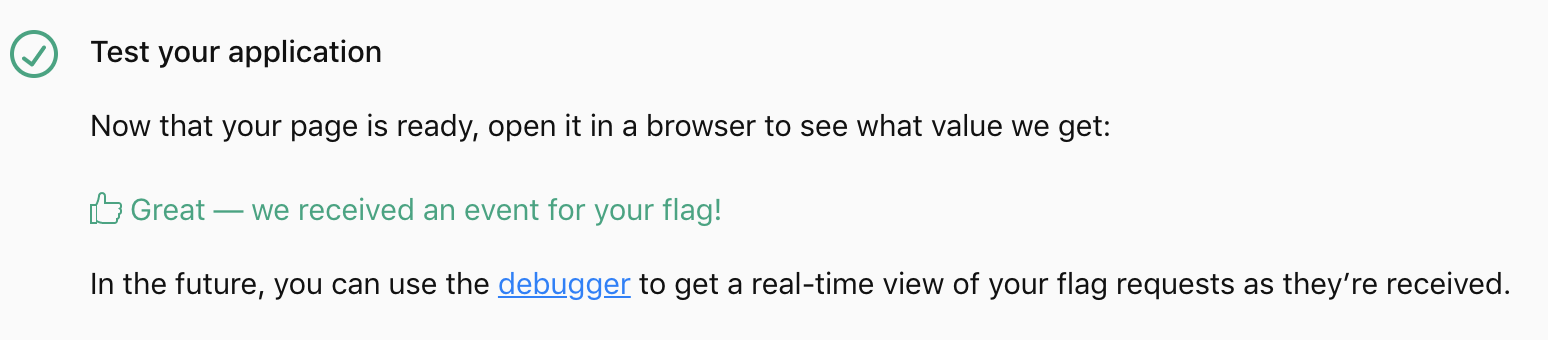 Test your application
Now that your page is ready, open it in a browser to see what value we get:
Great — we received an event for your flag!
In the future, you can use the debugger to get a real-time view of your flag requests as they’re received.